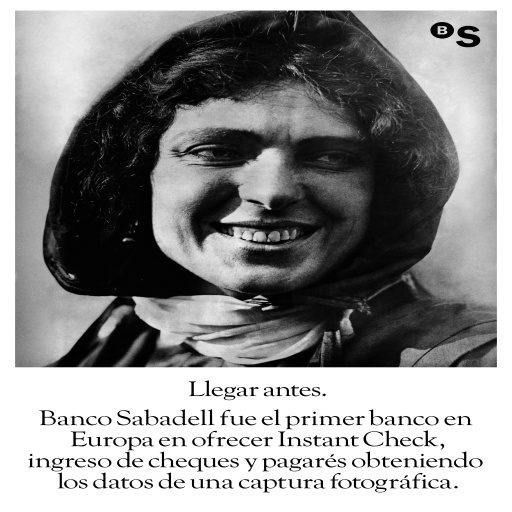 BS
Llegar antes.
Banco Sabadell fue el primer banco en
Europa en ofrecer Instant Check,
ingreso de cheques y pagarés obteniendo
los datos de una captura fotográfica.